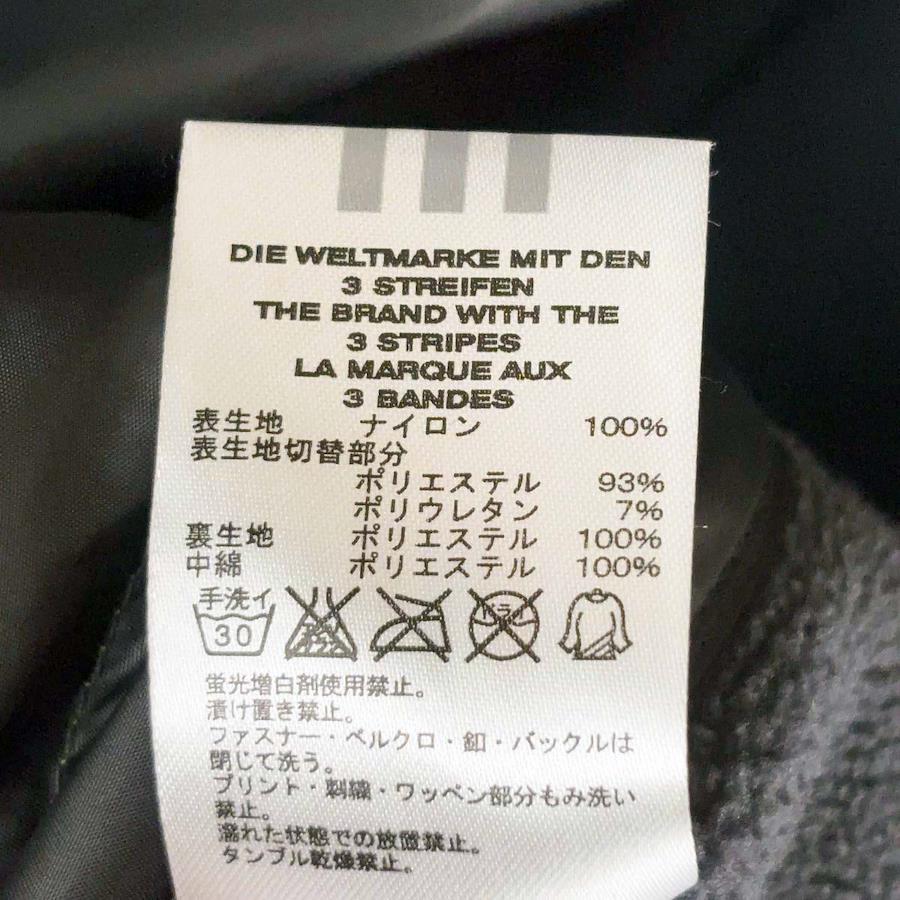 DIE WELTMARKE MIT DEN
3 STREIFEN
THE BRAND WITH THE
3 STRIPES
LA MARQUE AUX
3 BANDES
表生地 ナイロン 100%
表生地切替部分
ポリエステル 93%
ポリウレタン 7%
裏生地 ポリエステル 100%
中綿 ポリエステル 100%
手洗イ
30
ドライ
蛍光増白剤使用禁止。
漬け置き禁止。
ファスナー・ベルクロ・釦・バックルは
閉じて洗う。
プリント・刺繍・ワッペン部分もみ洗い
禁止。
濡れた状態での放置禁止。
タンブル乾燥禁止。